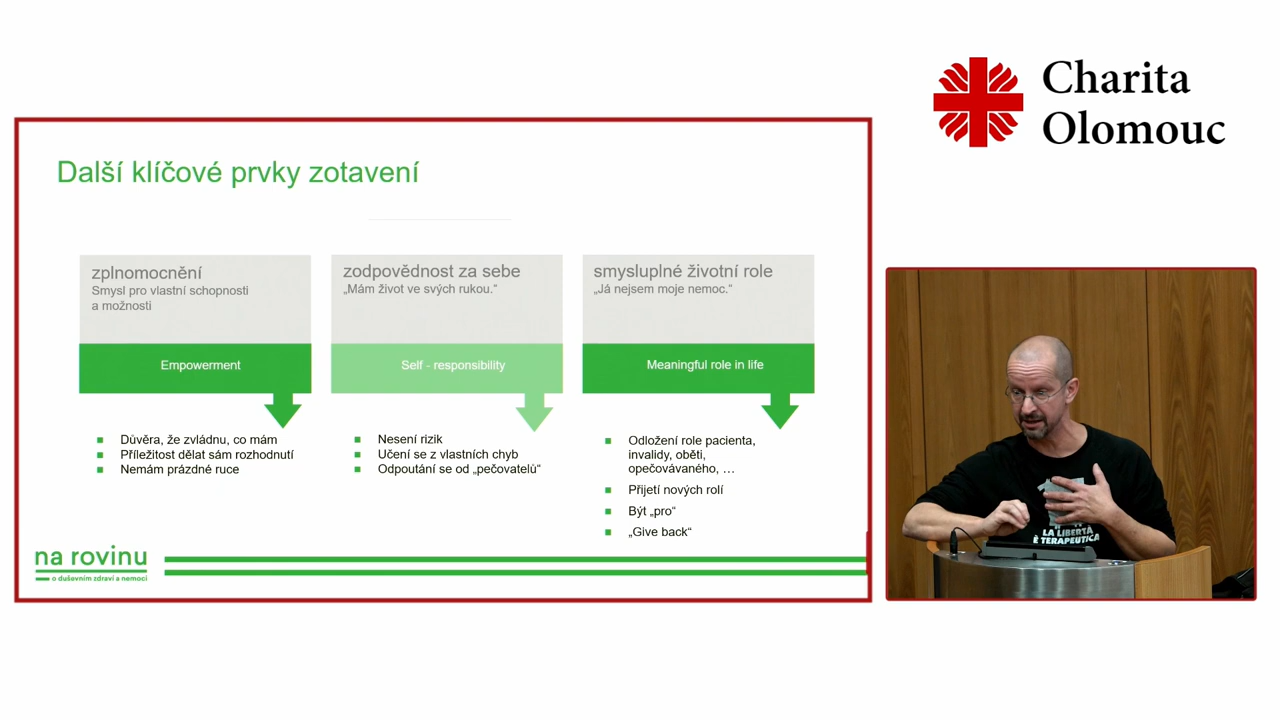 Charita
Olomouc
Další klíčové prvky zotavení
zplnomocnění
Smysl pro vlastní schopnosti
a možnosti
Empowerment
Důvěra, že zvládnu, co mám
Příležitost dělat sám rozhodnutí
Nemám prázdné ruce
zodpovědnost za sebe
„Mám život ve svých rukou.“
Self - responsibility
Nesení rizik
Učení se z vlastních chyb
Odpoutání se od „pečovatelů“
smysluplné životní role
„Já nejsem moje nemoc.“
Meaningful role in life
Odložení role pacienta,
invalidy, oběti,
opečovávaného, …
Přijetí nových rolí
Být „pro“
„Give back“
na rovinu
o duševním zdraví a nemoci
LA LIBERTÀ
È TERAPEUTICA